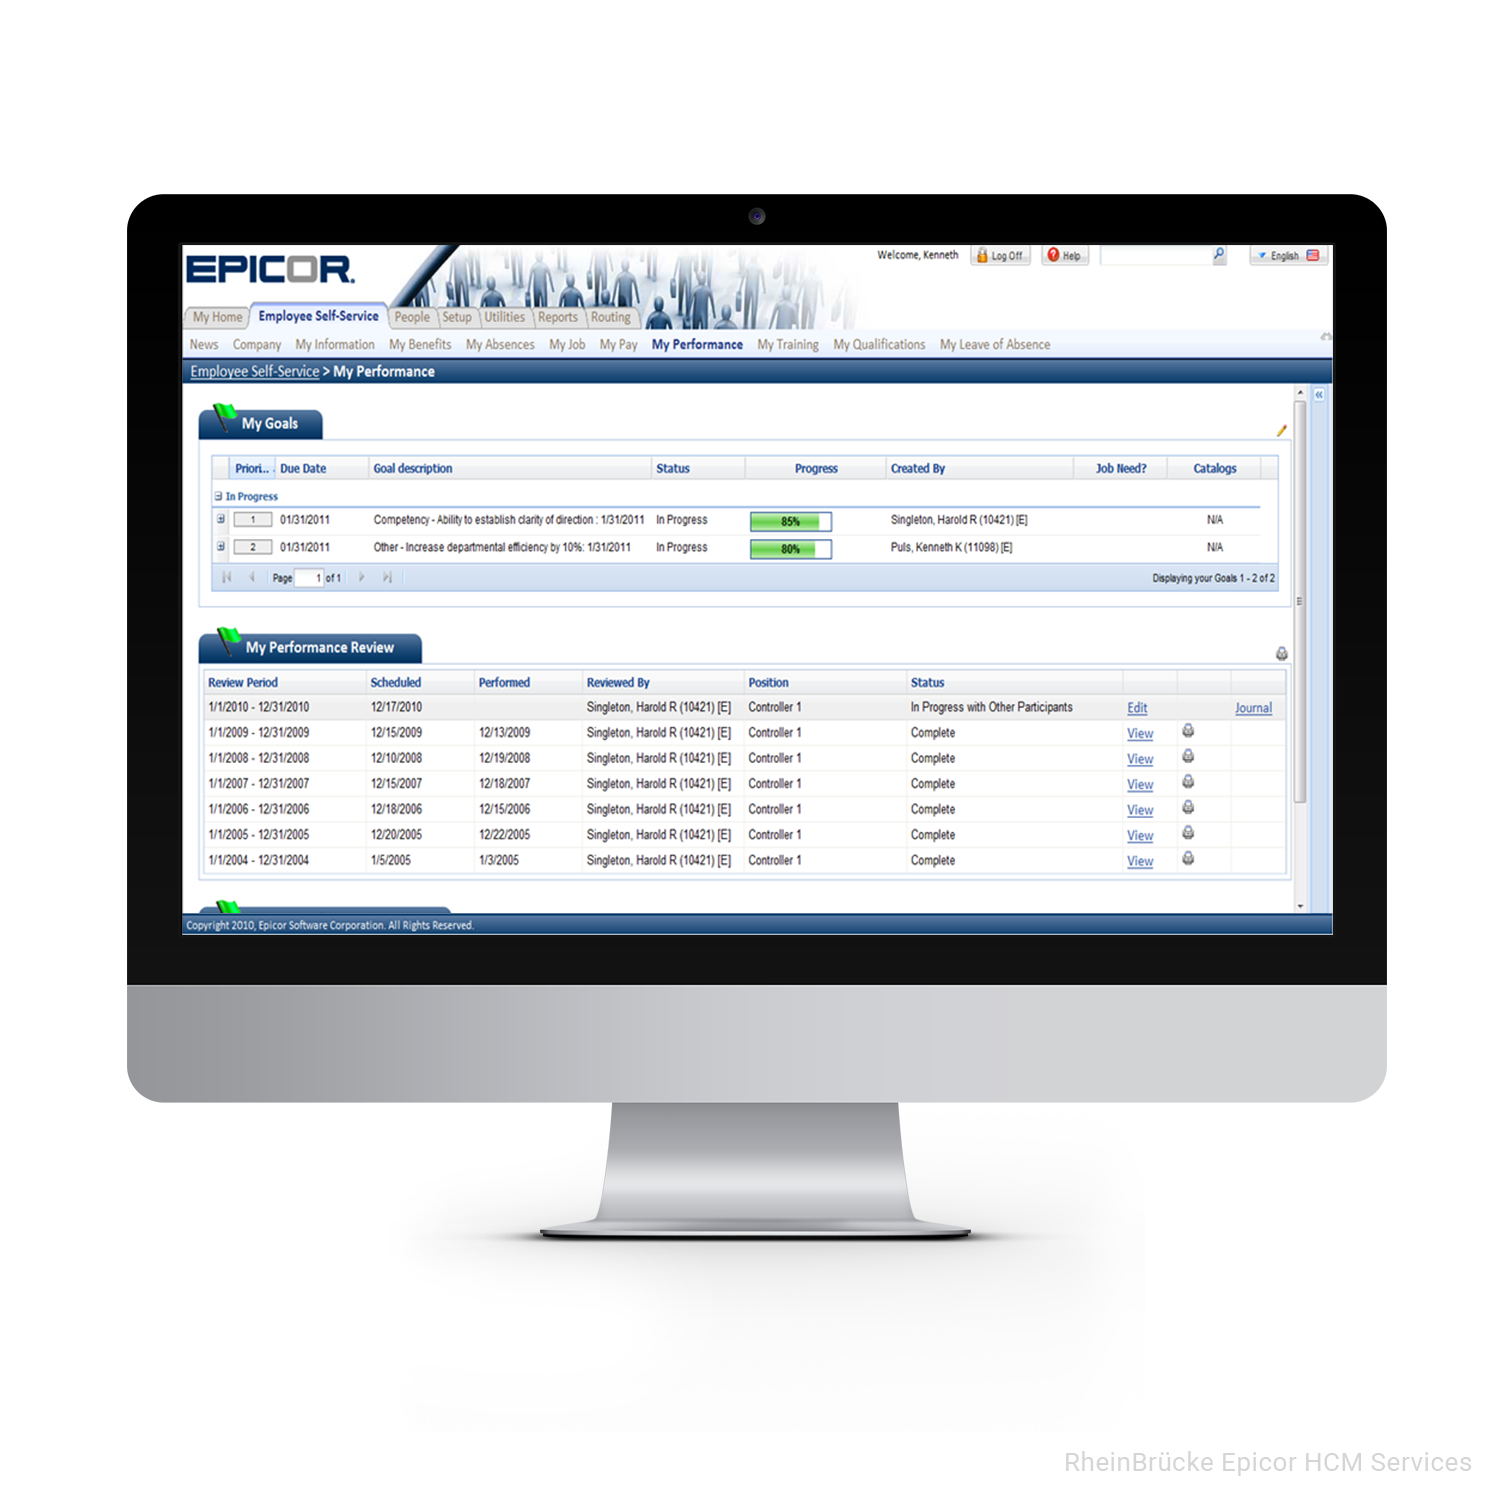 EPICOR.
Welcome, Kenneth Log Off Help English
My Home Employee Self-Service People Setup Utilities Reports Routing
News Company My Information My Benefits My Absences My Job My Pay My Performance My Training My Qualifications My Leave of Absence
Employee Self-Service > My Performance
My Goals
Priori... Due Date Goal description Status Progress Created By Job Need? Catalogs
In Progress
1 01/31/2011 Competency - Ability to establish clarity of direction : 1/31/2011 In Progress 85% Singleton, Harold R (10421) [E] N/A
2 01/31/2011 Other - Increase departmental efficiency by 10%: 1/31/2011 In Progress 80% Puls, Kenneth K (11098) [E] N/A
Page 1 of 1 Displaying your Goals 1 - 2 of 2
My Performance Review
Review Period Scheduled Performed Reviewed By Position Status
1/1/2010 - 12/31/2010 12/17/2010 Singleton, Harold R (10421) [E] Controller 1 In Progress with Other Participants Edit Journal
1/1/2009 - 12/31/2009 12/15/2009 12/13/2009 Singleton, Harold R (10421) [E] Controller 1 Complete View
1/1/2008 - 12/31/2008 12/10/2008 12/19/2008 Singleton, Harold R (10421) [E] Controller 1 Complete View
1/1/2007 - 12/31/2007 12/15/2007 12/18/2007 Singleton, Harold R (10421) [E] Controller 1 Complete View
1/1/2006 - 12/31/2006 12/18/2006 12/15/2006 Singleton, Harold R (10421) [E] Controller 1 Complete View
1/1/2005 - 12/31/2005 12/20/2005 12/22/2005 Singleton, Harold R (10421) [E] Controller 1 Complete View
1/1/2004 - 12/31/2004 1/5/2005 1/3/2005 Singleton, Harold R (10421) [E] Controller 1 Complete View
Copyright 2010, Epicor Software Corporation. All Rights Reserved.
RheinBrücke Epicor HCM Services